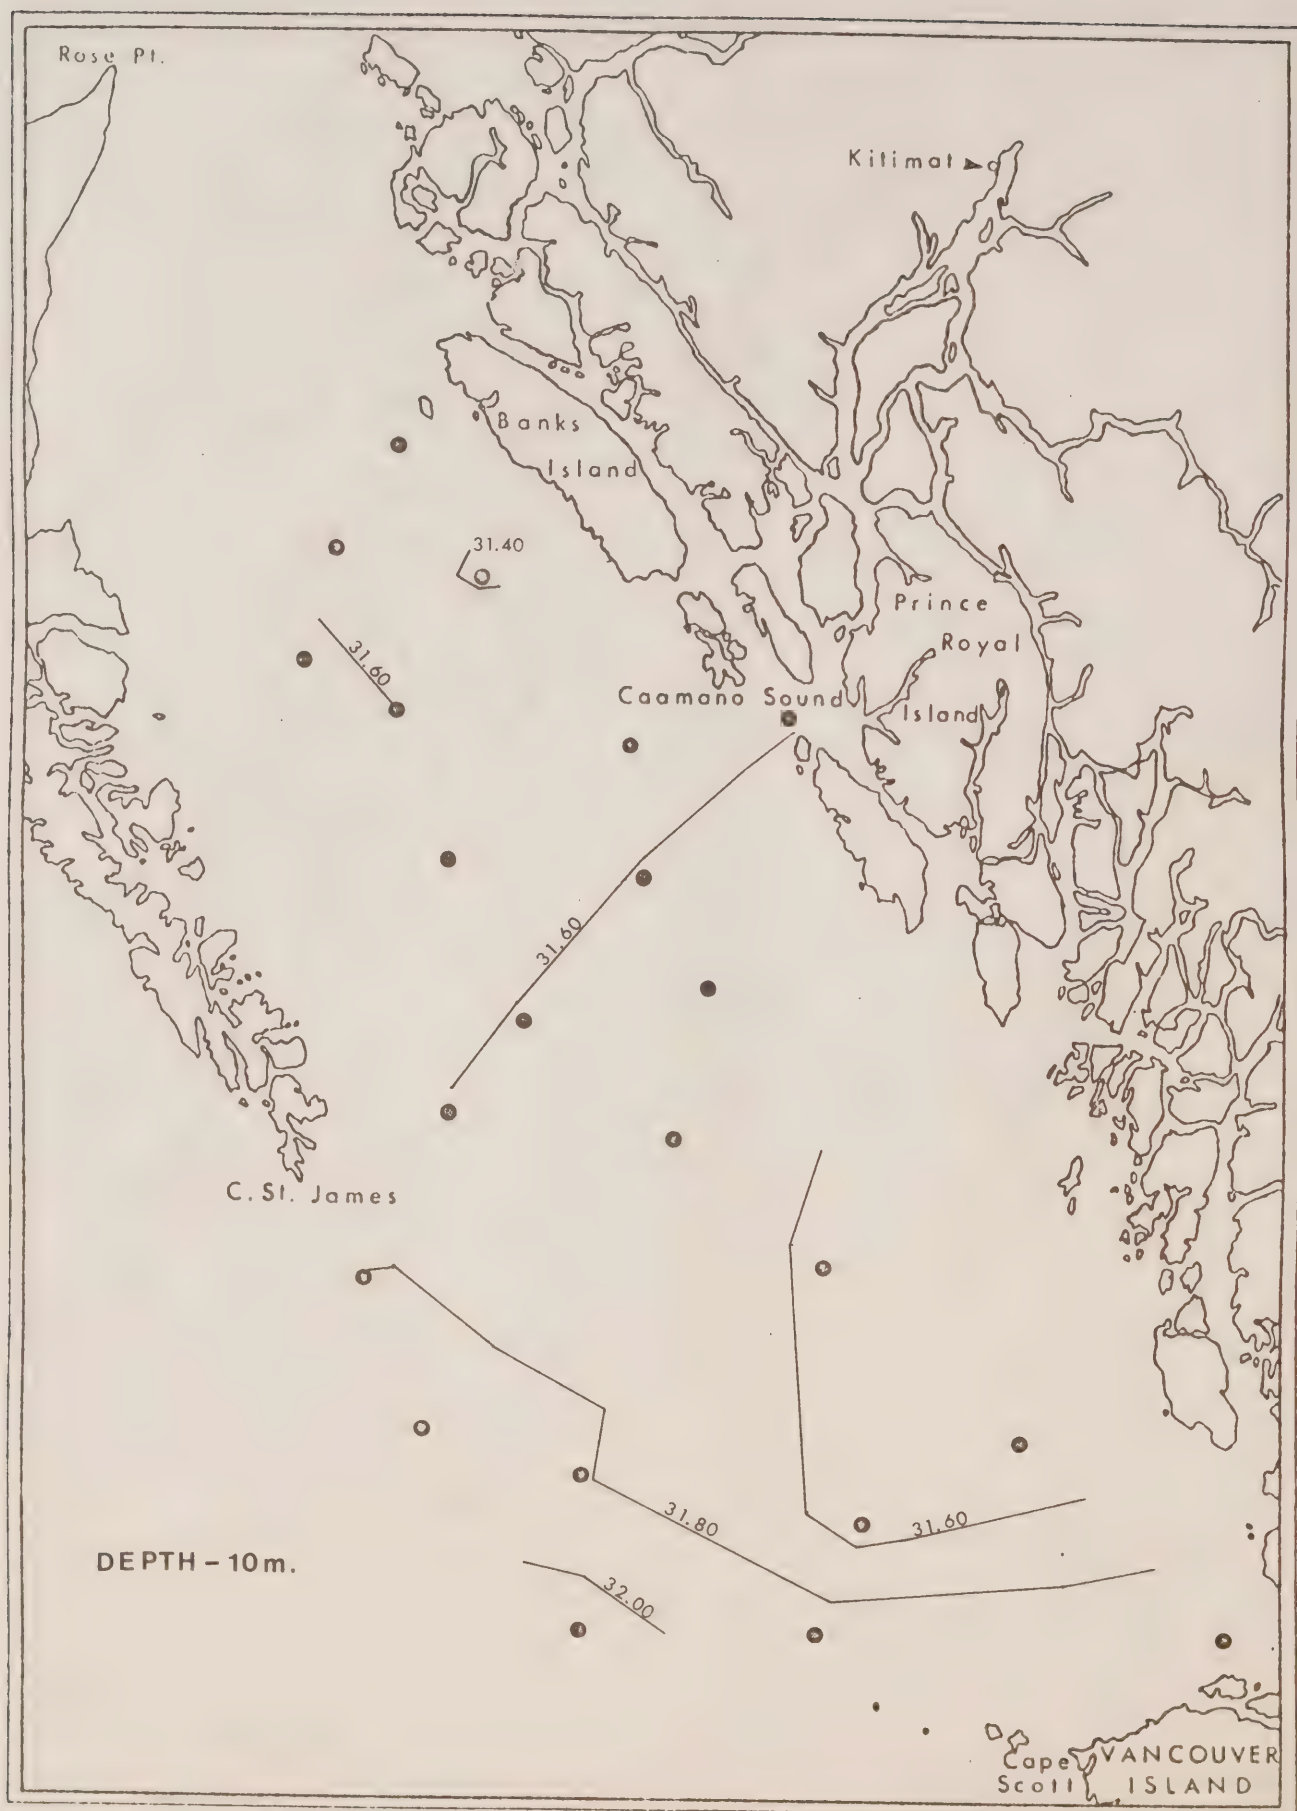 Rose Pt.
Kitimat
Banks
Island
31.40
Prince
Royal
Island
31.60
Caamano Sound
31.60
C. St. James
31.80
31.60
DEPTH - 10m.
32.00
Cape
Scott
VANCOUVER
ISLAND